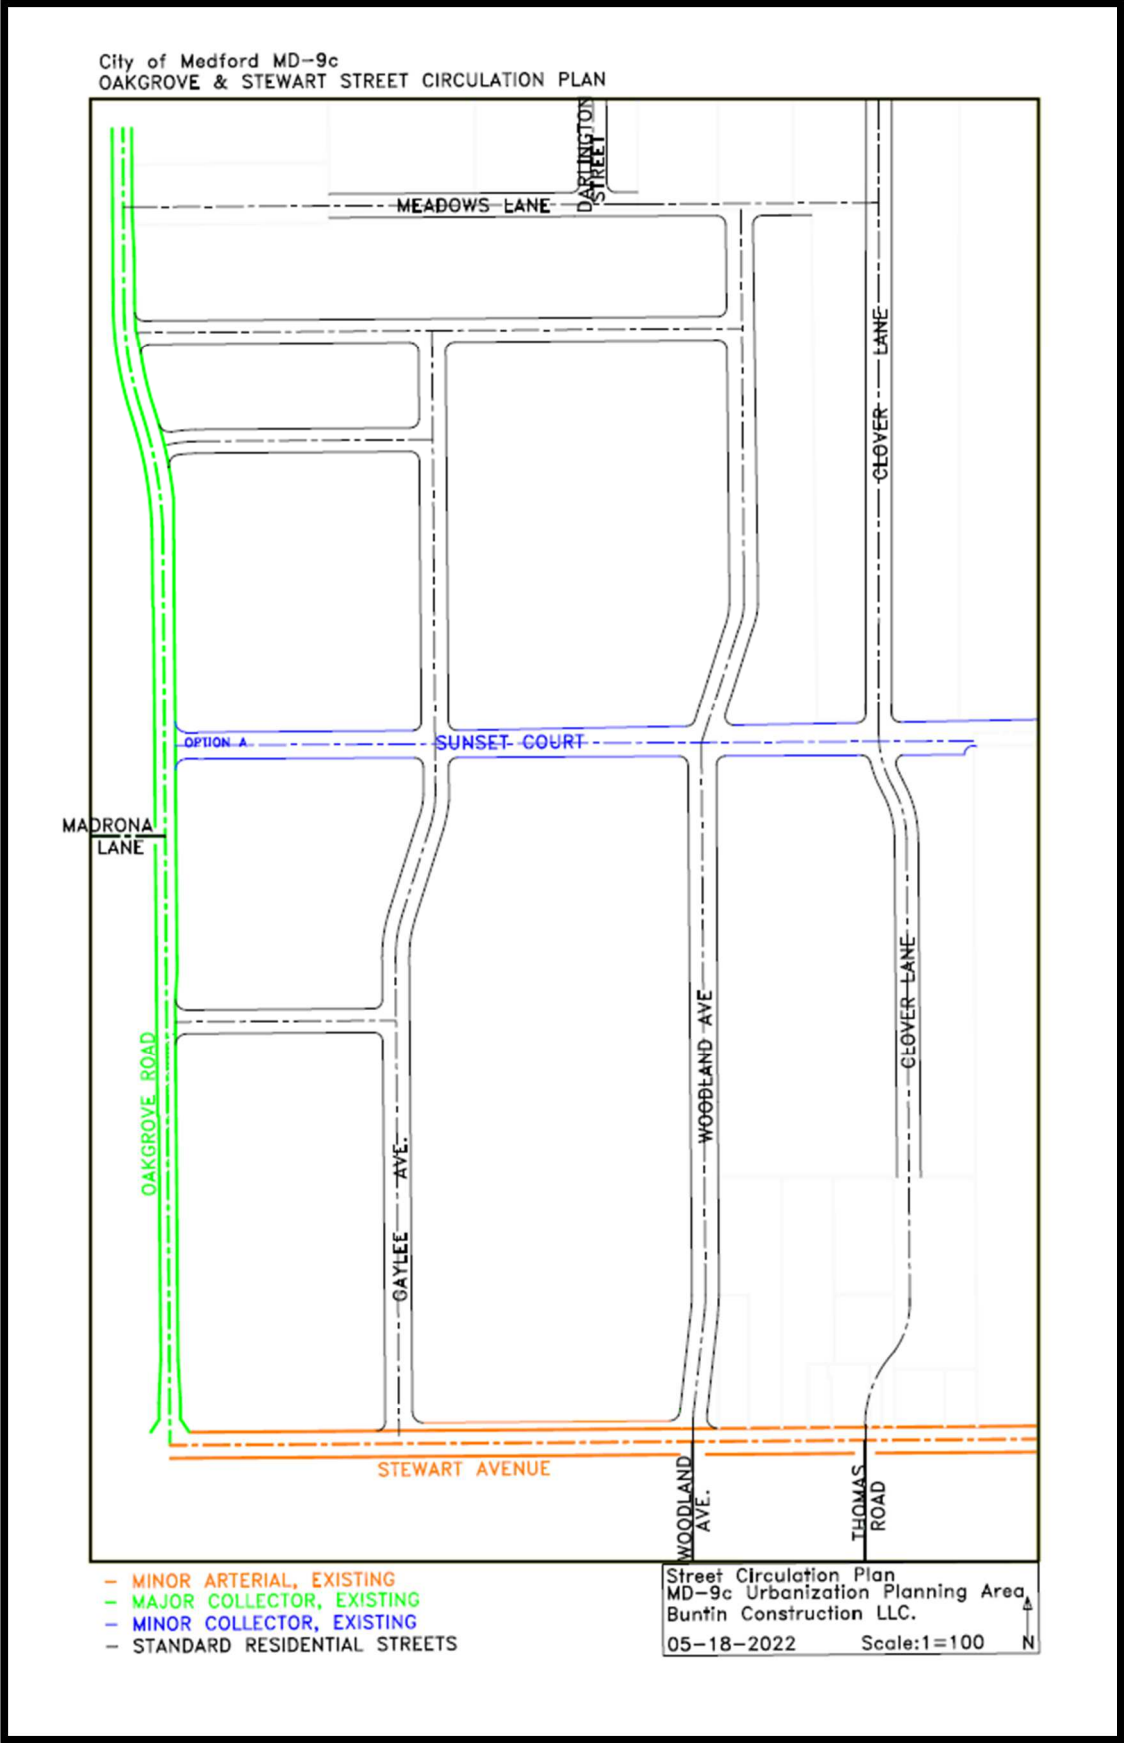 City of Medford MD-9c
OAKGROVE & STEWART STREET CIRCULATION PLAN
DARLINGTON
STREET
MEADOWS LANE
CLOVER LANE
OPTION A
SUNSET COURT
MADRONA
LANE
OAKGROVE ROAD
GAYLEE AVE.
WOODLAND AVE
CLOVER LANE
STEWART AVENUE
WOODLAND
AVE.
THOMAS
ROAD
- MINOR ARTERIAL, EXISTING
- MAJOR COLLECTOR, EXISTING
- MINOR COLLECTOR, EXISTING
- STANDARD RESIDENTIAL STREETS
Street Circulation Plan
MD-9c Urbanization Planning Area
Buntin Construction LLC.
05-18-2022 Scale:1=100 N